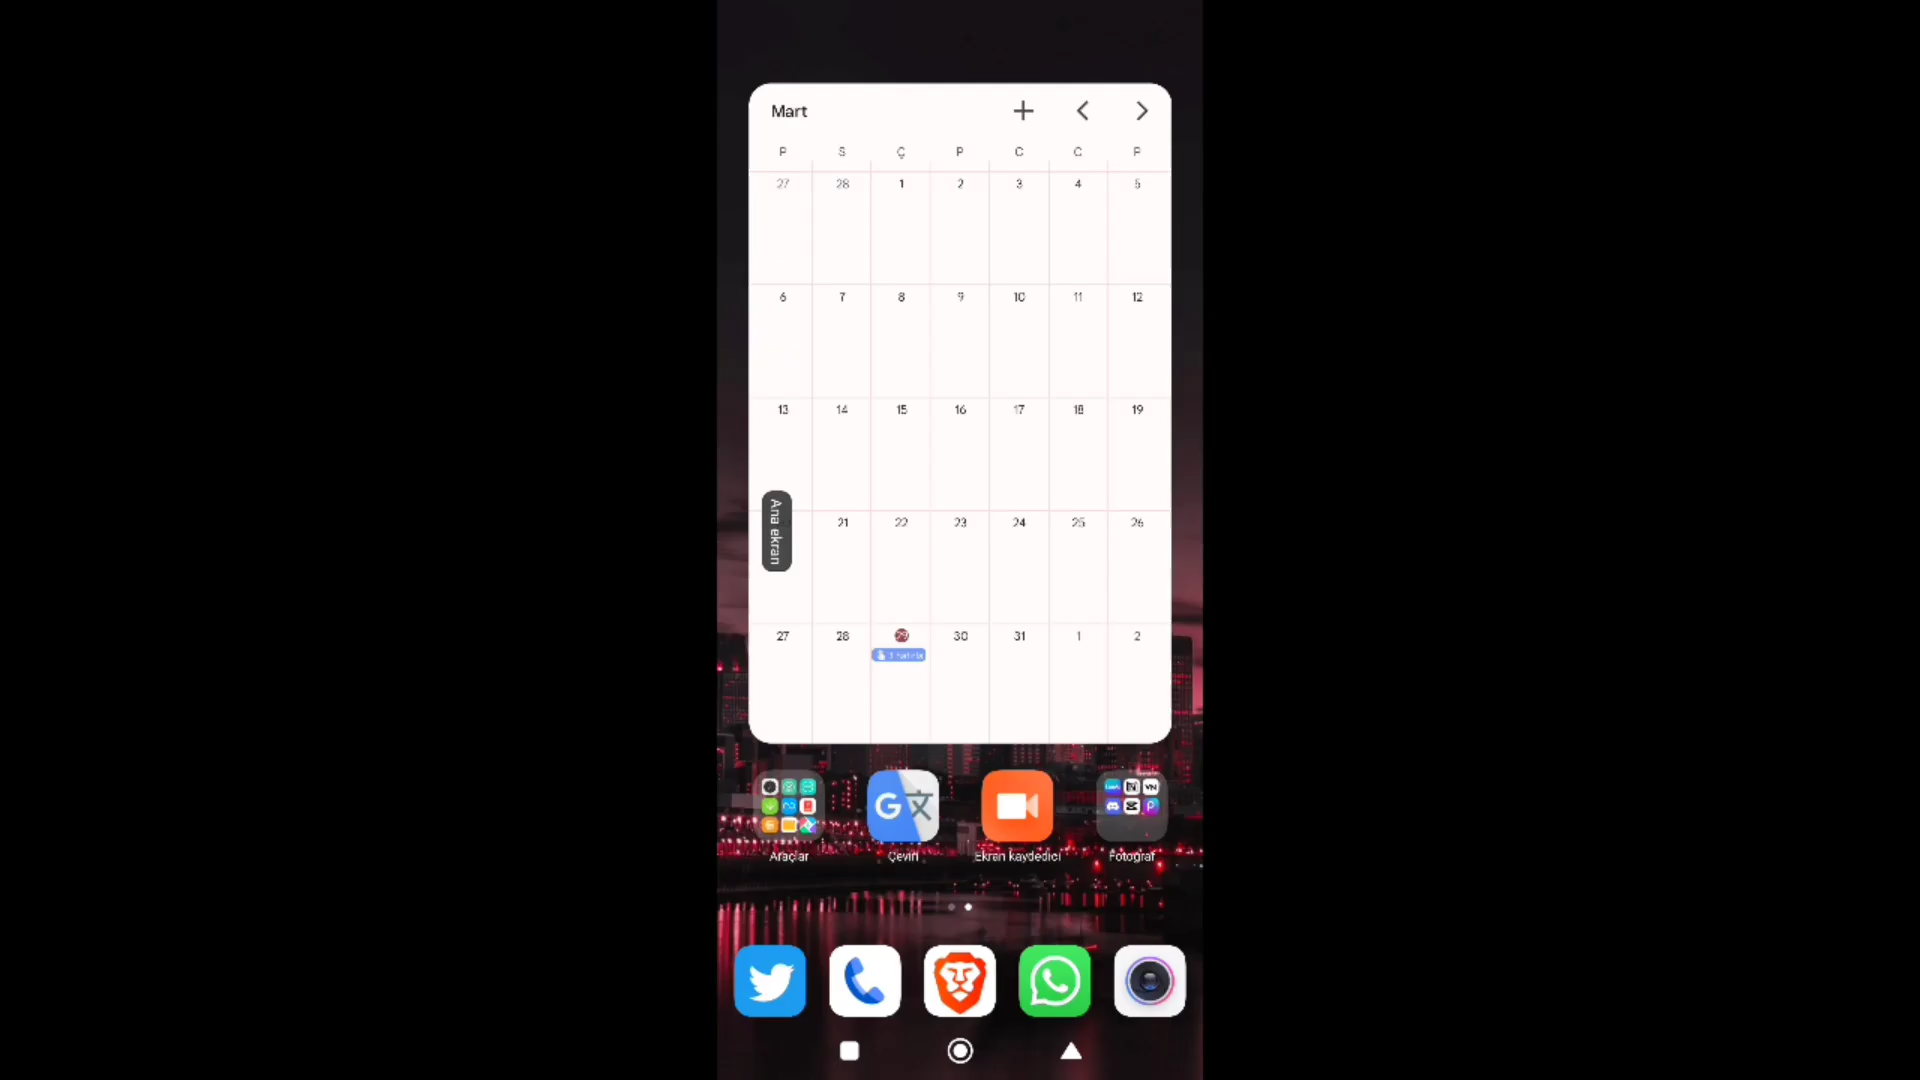 Mart
P S Ç P C C P
27 28 1 2 3 4 5
6 7 8 9 10 11 12
13 14 15 16 17 18 19
21 22 23 24 25 26
Ana ekran
27 28 29 30 31 1 2
Araçlar Çeviri Ekran kaydedici Fotoğraf